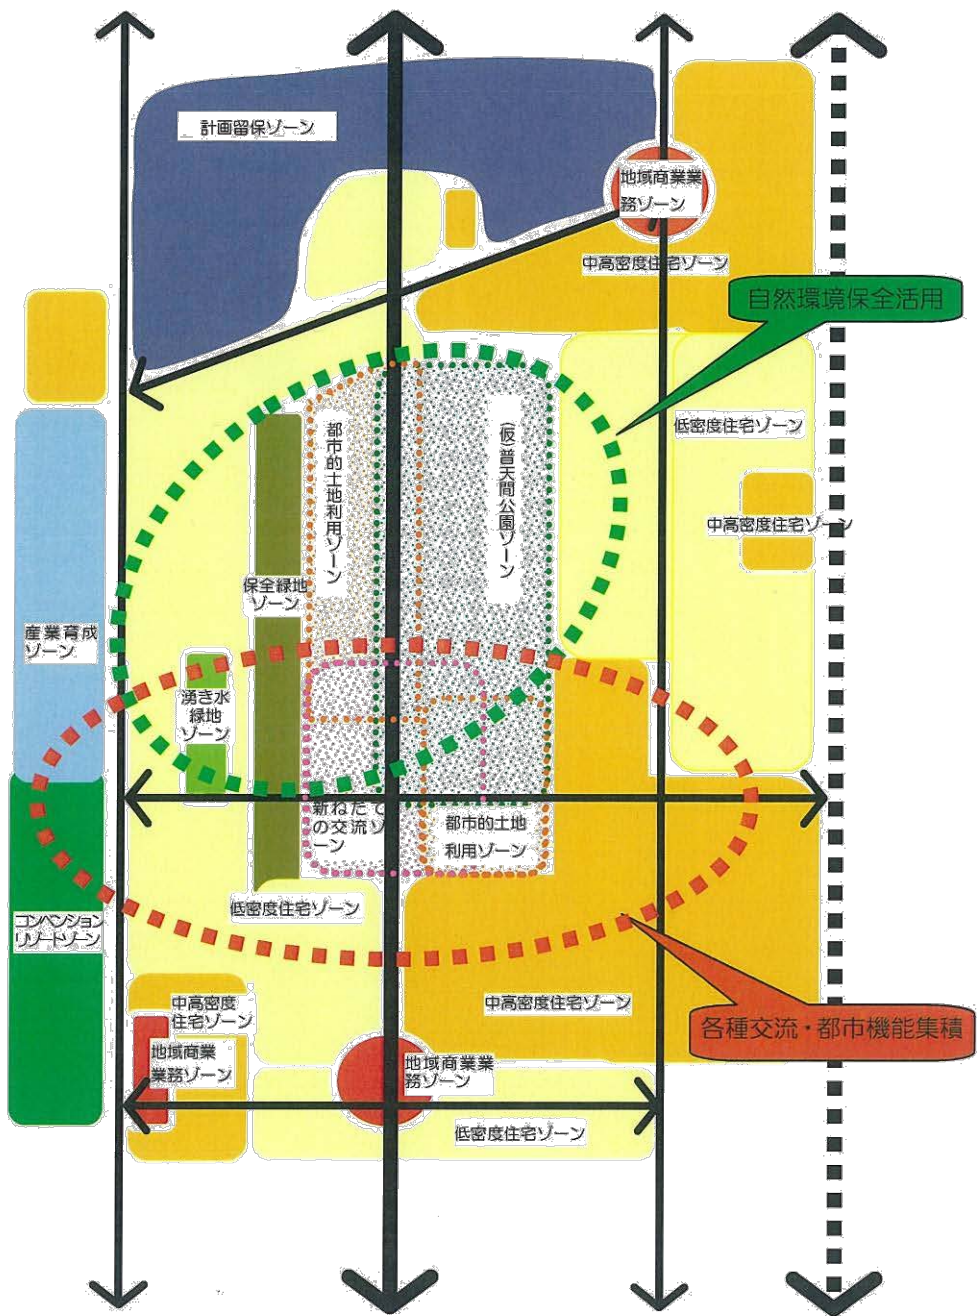 計画留保ゾーン
地域商業業
務ゾーン
中高密度住宅ゾーン
自然環境保全活用
低密度住宅ゾーン
都市的土地利用ゾーン
(仮)普天間公園ゾーン
中高密度住宅ゾーン
保全緑地
ゾーン
産業育成
ゾーン
湧き水
緑地
ゾーン
新ねたて
の交流ゾ
ーン
都市的土地
利用ゾーン
低密度住宅ゾーン
コンベンション
リゾートゾーン
中高密度
住宅ゾーン
中高密度住宅ゾーン
各種交流・都市機能集積
地域商業
業務ゾーン
地域商業業
務ゾーン
低密度住宅ゾーン